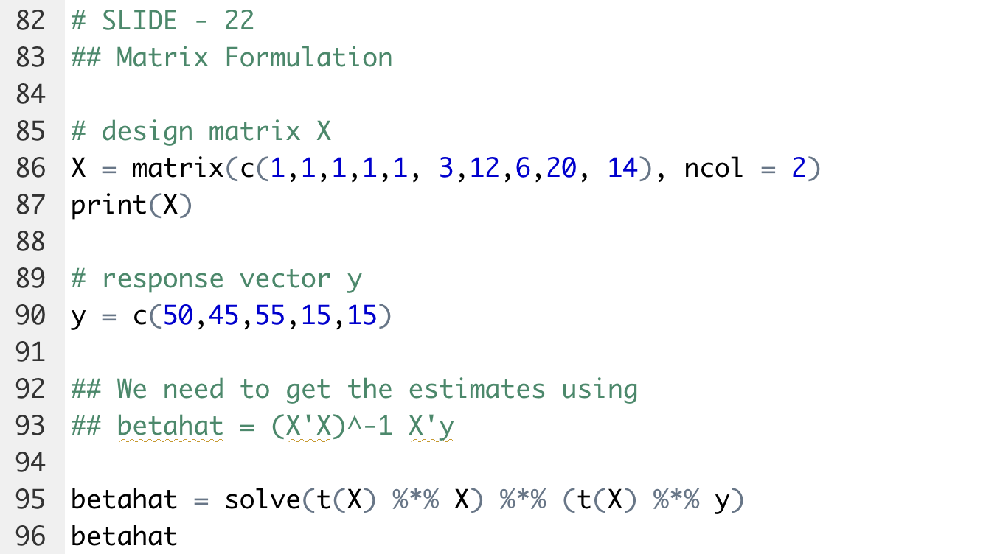 82 # SLIDE - 22
83 ## Matrix Formulation
84
85 # design matrix X
86 X = matrix(c(1,1,1,1,1, 3,12,6,20, 14), ncol = 2)
87 print(X)
88
89 # response vector y
90 y = c(50,45,55,15,15)
91
92 ## We need to get the estimates using
93 ## betahat = (X'X)^-1 X'y
94
95 betahat = solve(t(X) %*% X) %*% (t(X) %*% y)
96 betahat